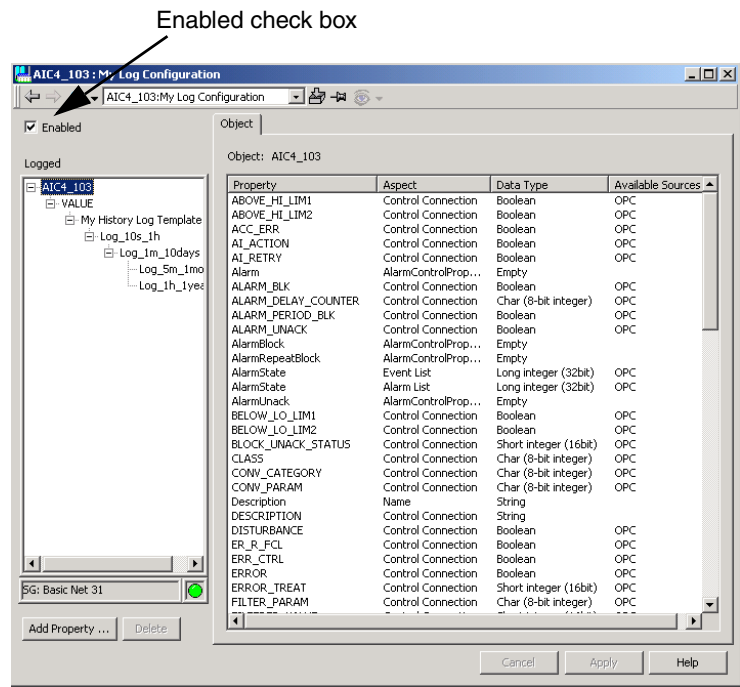 Enabled check box
AIC4_103 : My Log Configuration
AIC4_103:My Log Configuration
Enabled
Object
Logged
Object: AIC4_103
AIC4_103
VALUE
My History Log Template
Log_10s_1h
Log_1m_10days
Log_5m_1mo
Log_1h_1yea
Property Aspect Data Type Available Sources
ABOVE_HI_LIM1 Control Connection Boolean OPC
ABOVE_HI_LIM2 Control Connection Boolean OPC
ACC_ERR Control Connection Boolean OPC
AI_ACTION Control Connection Boolean OPC
AI_RETRY Control Connection Boolean OPC
Alarm AlarmControlProp... Empty
ALARM_BLK Control Connection Boolean OPC
ALARM_DELAY_COUNTER Control Connection Char (8-bit integer) OPC
ALARM_PERIOD_BLK Control Connection Boolean OPC
ALARM_UNACK Control Connection Boolean OPC
AlarmBlock AlarmControlProp... Empty
AlarmRepeatBlock AlarmControlProp... Empty
AlarmState Event List Long integer (32bit) OPC
AlarmState Alarm List Long integer (32bit) OPC
AlarmUnack AlarmControlProp... Empty
BELOW_LO_LIM1 Control Connection Boolean OPC
BELOW_LO_LIM2 Control Connection Boolean OPC
BLOCK_UNACK_STATUS Control Connection Short integer (16bit) OPC
CLASS Control Connection Char (8-bit integer) OPC
CONV_CATEGORY Control Connection Char (8-bit integer) OPC
CONV_PARAM Control Connection Char (8-bit integer) OPC
Description Name String
DESCRIPTION Control Connection String
DISTURBANCE Control Connection Boolean OPC
ER_R_FCL Control Connection Boolean OPC
ERR_CTRL Control Connection Boolean OPC
ERROR Control Connection Boolean OPC
ERROR_TREAT Control Connection Short integer (16bit) OPC
FILTER_PARAM Control Connection Char (8-bit integer) OPC
SG: Basic Net 31
Add Property ... Delete
Cancel Apply Help